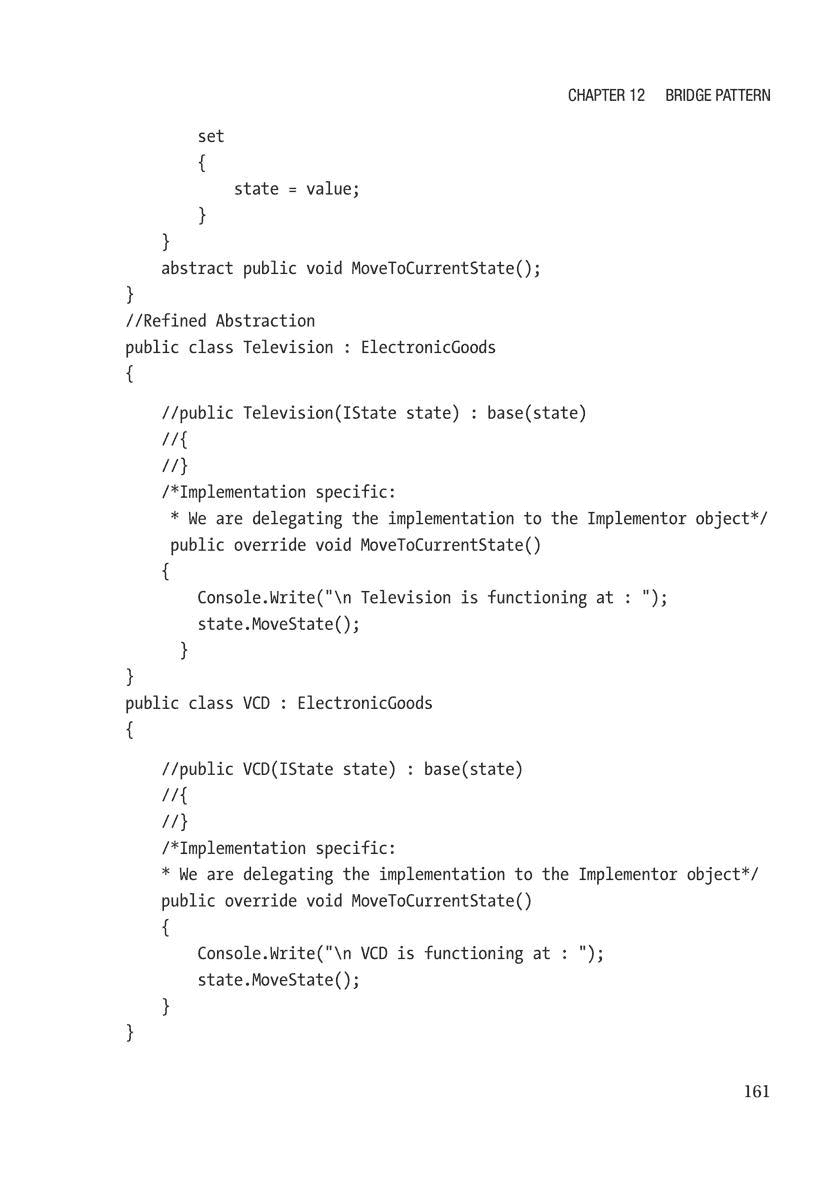 CHAPTER 12 BRIDGE PATTERN
        set
        {
            state = value;
        }
    }
    abstract public void MoveToCurrentState();
}
//Refined Abstraction
public class Television : ElectronicGoods
{
    //public Television(IState state) : base(state)
    //{
    //}
    /*Implementation specific:
     * We are delegating the implementation to the Implementor object*/
     public override void MoveToCurrentState()
    {
        Console.Write("\n Television is functioning at : ");
        state.MoveState();
      }
}
public class VCD : ElectronicGoods
{
    //public VCD(IState state) : base(state)
    //{
    //}
    /*Implementation specific:
    * We are delegating the implementation to the Implementor object*/
    public override void MoveToCurrentState()
    {
        Console.Write("\n VCD is functioning at : ");
        state.MoveState();
    }
}
161